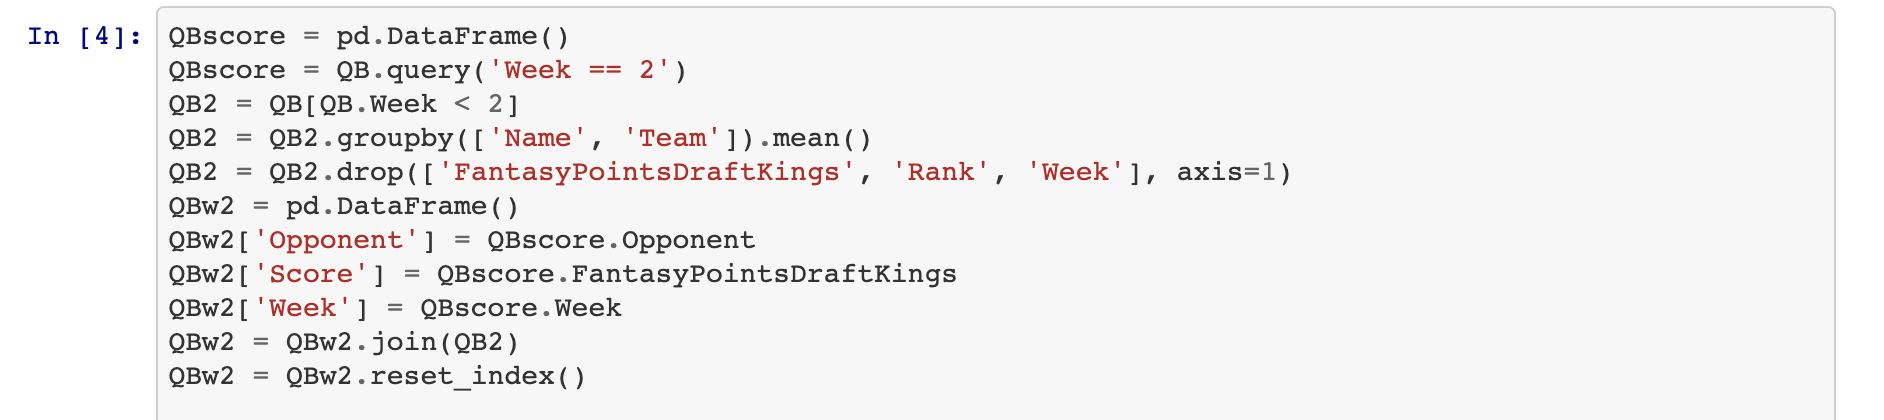 In [4]: QBscore = pd.DataFrame()
QBscore = QB.query('Week == 2')
QB2 = QB[QB.Week < 2]
QB2 = QB2.groupby(['Name', 'Team']).mean()
QB2 = QB2.drop(['FantasyPointsDraftKings', 'Rank', 'Week'], axis=1)
QBw2 = pd.DataFrame()
QBw2['Opponent'] = QBscore.Opponent
QBw2['Score'] = QBscore.FantasyPointsDraftKings
QBw2['Week'] = QBscore.Week
QBw2 = QBw2.join(QB2)
QBw2 = QBw2.reset_index()